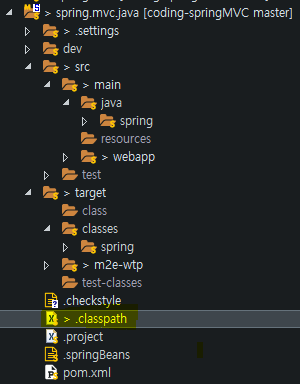 > spring.mvc.java [coding-springMVC master]
> .settings
dev
> src
> main
java
spring
resources
> webapp
test
> target
class
classes
spring
> m2e-wtp
test-classes
.checkstyle
> .classpath
.project
.springBeans
pom.xml